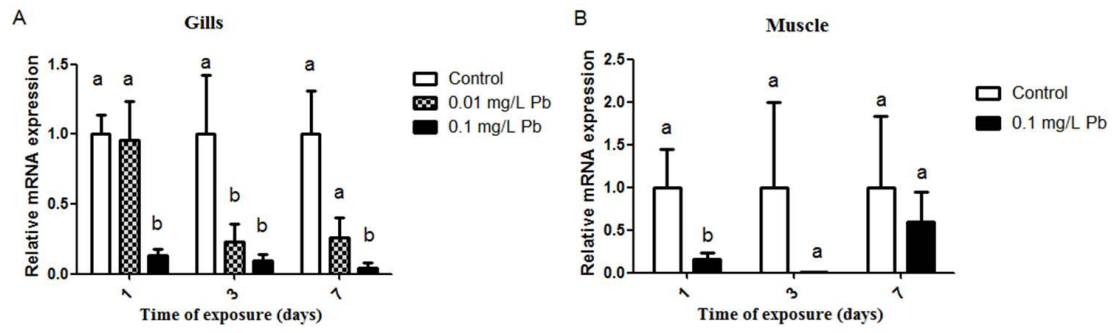 A
Gills
Relative mRNA expression
1.5
1.0
0.5
0.0
a
a
b
a
b
b
a
a
b
1
3
7
Time of exposure (days)
Control
0.01 mg/L Pb
0.1 mg/L Pb
B
Muscle
Relative mRNA expression
2.5
2.0
1.5
1.0
0.5
0.0
a
b
a
a
a
a
1
3
7
Time of exposure (days)
Control
0.1 mg/L Pb